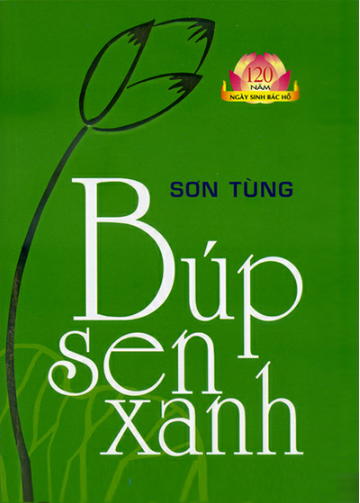 120
NĂM
NGÀY SINH BÁC HỒ
SƠN TÙNG
Búp
sen
xanh